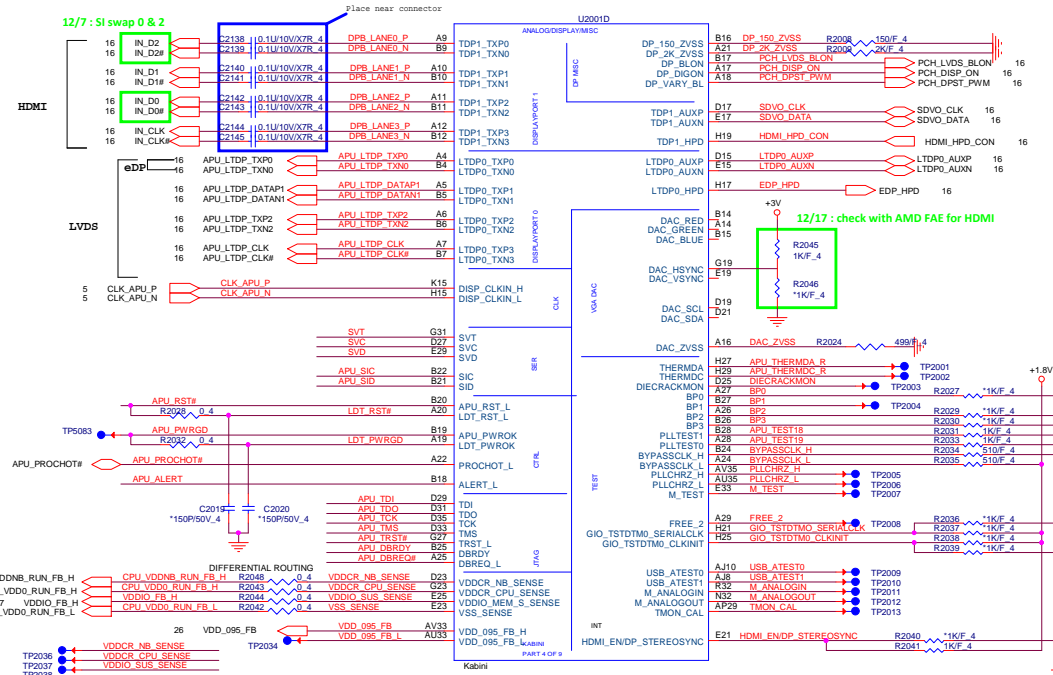 Place near connector
12/7 : SI swap 0 & 2
U2001D
ANALOG/DISPLAY/MISC
HDMI
16 IN_D2 C2138 0.1U/10V/X7R_4 DPB_LANE0_P A9 TDP1_TXP0
16 IN_D2# C2139 0.1U/10V/X7R_4 DPB_LANE0_N B9 TDP1_TXN0
16 IN_D1 C2140 0.1U/10V/X7R_4 DPB_LANE1_P A10 TDP1_TXP1
16 IN_D1# C2141 0.1U/10V/X7R_4 DPB_LANE1_N B10 TDP1_TXN1
16 IN_D0 C2142 0.1U/10V/X7R_4 DPB_LANE2_P A11 TDP1_TXP2
16 IN_D0# C2143 0.1U/10V/X7R_4 DPB_LANE2_N B11 TDP1_TXN2
16 IN_CLK C2144 0.1U/10V/X7R_4 DPB_LANE3_P A12 TDP1_TXP3
16 IN_CLK# C2145 0.1U/10V/X7R_4 DPB_LANE3_N B12 TDP1_TXN3
eDP
LVDS
16 APU_LTDP_TXP0 APU_LTDP_TXP0 A4 LTDP0_TXP0
16 APU_LTDP_TXN0 APU_LTDP_TXN0 B4 LTDP0_TXN0
16 APU_LTDP_DATAP1 APU_LTDP_DATAP1 A5 LTDP0_TXP1
16 APU_LTDP_DATAN1 APU_LTDP_DATAN1 B5 LTDP0_TXN1
16 APU_LTDP_TXP2 APU_LTDP_TXP2 A6 LTDP0_TXP2
16 APU_LTDP_TXN2 APU_LTDP_TXN2 B6 LTDP0_TXN2
16 APU_LTDP_CLK APU_LTDP_CLK A7 LTDP0_TXP3
16 APU_LTDP_CLK# APU_LTDP_CLK# B7 LTDP0_TXN3
5 CLK_APU_P CLK_APU_P K15 DISP_CLKIN_H
5 CLK_APU_N CLK_APU_N H15 DISP_CLKIN_L
SVT G31 SVT
SVC D27 SVC
SVD E29 SVD
APU_SIC B22 SIC
APU_SID B21 SID
APU_RST# B20 APU_RST_L
R2028 0_4 LDT_RST# A20 LDT_RST_L
TP5083 APU_PWRGD B19 APU_PWROK
R2032 0_4 LDT_PWRGD A19 LDT_PWROK
APU_PROCHOT# APU_PROCHOT# A22 PROCHOT_L
APU_ALERT B18 ALERT_L
C2019 *150P/50V_4
C2020 *150P/50V_4
APU_TDI D29 TDI
APU_TDO D31 TDO
APU_TCK D35 TCK
APU_TMS D33 TMS
APU_TRST# G27 TRST_L
APU_DBRDY B25 DBRDY
APU_DBREQ# A25 DBREQ_L
DIFFERENTIAL ROUTING
DDNB_RUN_FB_H CPU_VDDNB_RUN_FB_H R2048 0_4 VDDCR_NB_SENSE D23 VDDCR_NB_SENSE
_VDD0_RUN_FB_H CPU_VDD0_RUN_FB_H R2043 0_4 VDDCR_CPU_SENSE G23 VDDCR_CPU_SENSE
7 VDDIO_FB_H VDDIO_FB_H R2044 0_4 VDDIO_SUS_SENSE E25 VDDIO_MEM_S_SENSE
_VDD0_RUN_FB_L CPU_VDD0_RUN_FB_L R2042 0_4 VSS_SENSE E23 VSS_SENSE
26 VDD_095_FB VDD_095_FB AV33 VDD_095_FB_H
TP2034 VDD_095_FB_L AU33 VDD_095_FB_L
TP2036 VDDCR_NB_SENSE
TP2037 VDDCR_CPU_SENSE
TP2038 VDDIO_SUS_SENSE
DP MISC
DISPLAYPORT 1
DISPLAYPORT 0
CLK
VGA DAC
SER
CTRL
TEST
JTAG
INT
KABINI
PART 4 OF 9
Kabini
DP_150_ZVSS B16 DP_150_ZVSS R2008 150/F_4
DP_2K_ZVSS A21 DP_2K_ZVSS R2009 2K/F_4
DP_BLON B17 PCH_LVDS_BLON PCH_LVDS_BLON 16
DP_DIGON A17 PCH_DISP_ON PCH_DISP_ON 16
DP_VARY_BL A18 PCH_DPST_PWM PCH_DPST_PWM 16
TDP1_AUXP D17 SDVO_CLK SDVO_CLK 16
TDP1_AUXN E17 SDVO_DATA SDVO_DATA 16
TDP1_HPD H19 HDMI_HPD_CON HDMI_HPD_CON 16
LTDP0_AUXP D15 LTDP0_AUXP LTDP0_AUXP 16
LTDP0_AUXN E15 LTDP0_AUXN LTDP0_AUXN 16
LTDP0_HPD H17 EDP_HPD EDP_HPD 16
+3V
12/17 : check with AMD FAE for HDMI
DAC_RED B14
DAC_GREEN A14
DAC_BLUE B15
R2045 1K/F_4
DAC_HSYNC G19
DAC_VSYNC E19
R2046 *1K/F_4
DAC_SCL D19
DAC_SDA D21
DAC_ZVSS A16 DAC_ZVSS R2024 499/F_4
THERMDA H27 APU_THERMDA_R TP2001
THERMDC H29 APU_THERMDC_R TP2002
DIECRACKMON D25 DIECRACKMON TP2003
+1.8V
BP0 A27 BP0 R2027 *1K/F_4
BP1 B27 BP1 TP2004
BP2 A26 BP2 R2029 *1K/F_4
BP3 B26 BP3 R2030 *1K/F_4
PLLTEST1 B28 APU_TEST18 R2031 1K/F_4
PLLTEST0 A28 APU_TEST19 R2033 1K/F_4
BYPASSCLK_H B24 BYPASSCLK_H R2034 510/F_4
BYPASSCLK_L A24 BYPASSCLK_L R2035 510/F_4
PLLCHRZ_H AV35 PLLCHRZ_H TP2005
PLLCHRZ_L AU35 PLLCHRZ_L TP2006
M_TEST E33 M_TEST TP2007
FREE_2 A29 FREE_2 TP2008 R2036 *1K/F_4
GIO_TSTDTM0_SERIALCLK H21 GIO_TSTDTM0_SERIALCLK R2037 *1K/F_4
GIO_TSTDTM0_CLKINIT H25 GIO_TSTDTM0_CLKINIT R2038 *1K/F_4
R2039 *1K/F_4
USB_ATEST0 AJ10 USB_ATEST0 TP2009
USB_ATEST1 AJ8 USB_ATEST1 TP2010
M_ANALOGIN R32 M_ANALOGIN TP2011
M_ANALOGOUT N32 M_ANALOGOUT TP2012
TMON_CAL AP29 TMON_CAL TP2013
HDMI_EN/DP_STEREOSYNC E21 HDMI_EN/DP_STEREOSYNC R2040 *1K/F_4
R2041 1K/F_4